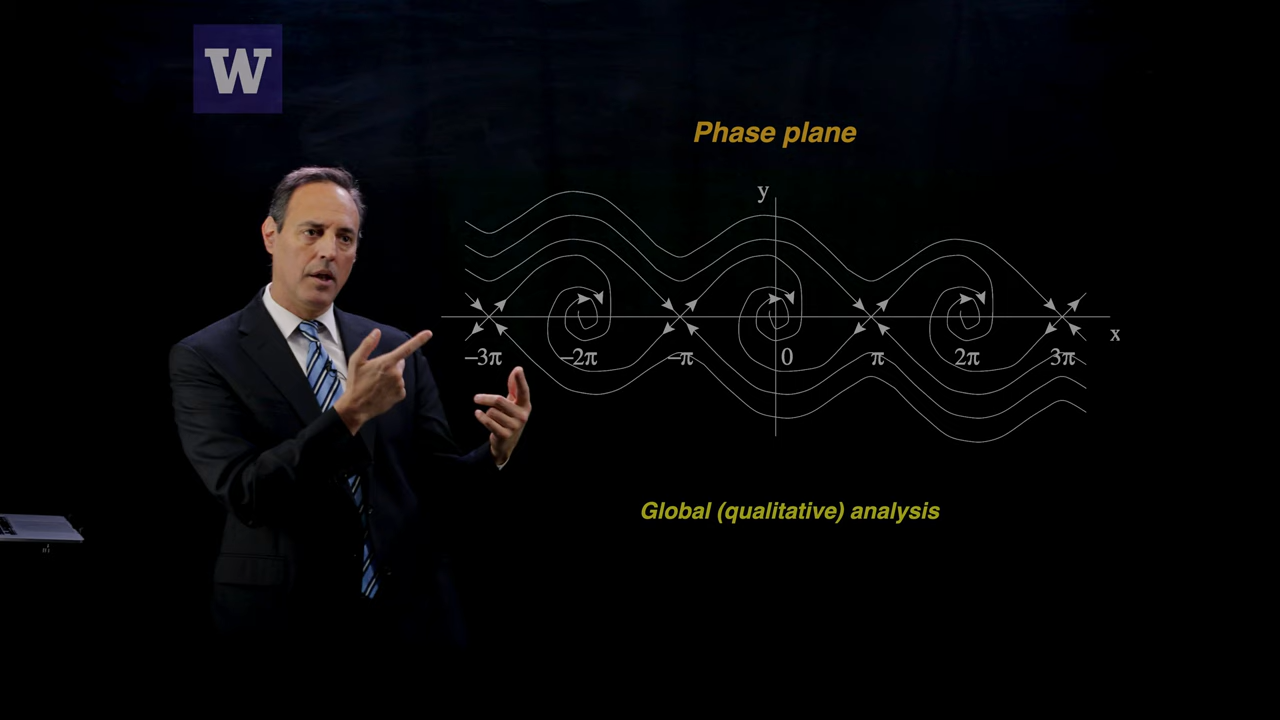 W
Phase plane
y
x
–3π –2π –π 0 π 2π 3π
Global (qualitative) analysis